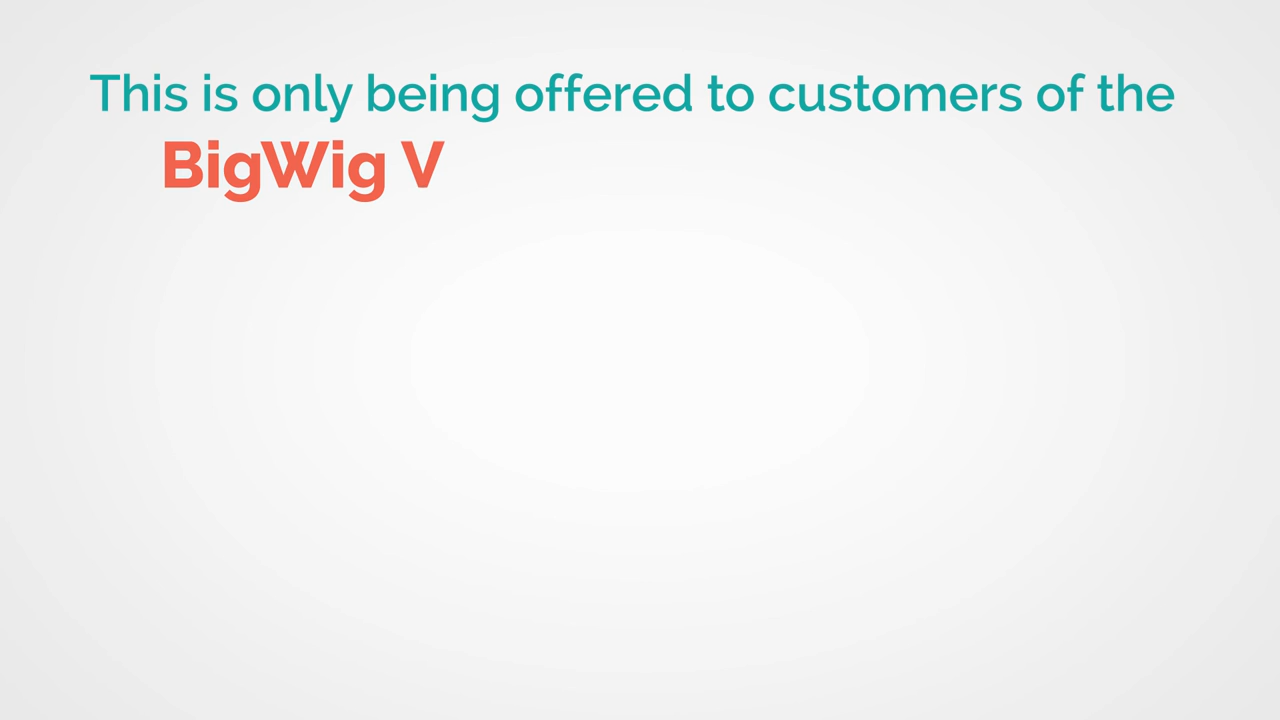 This is only being offered to customers of the
BigWig V